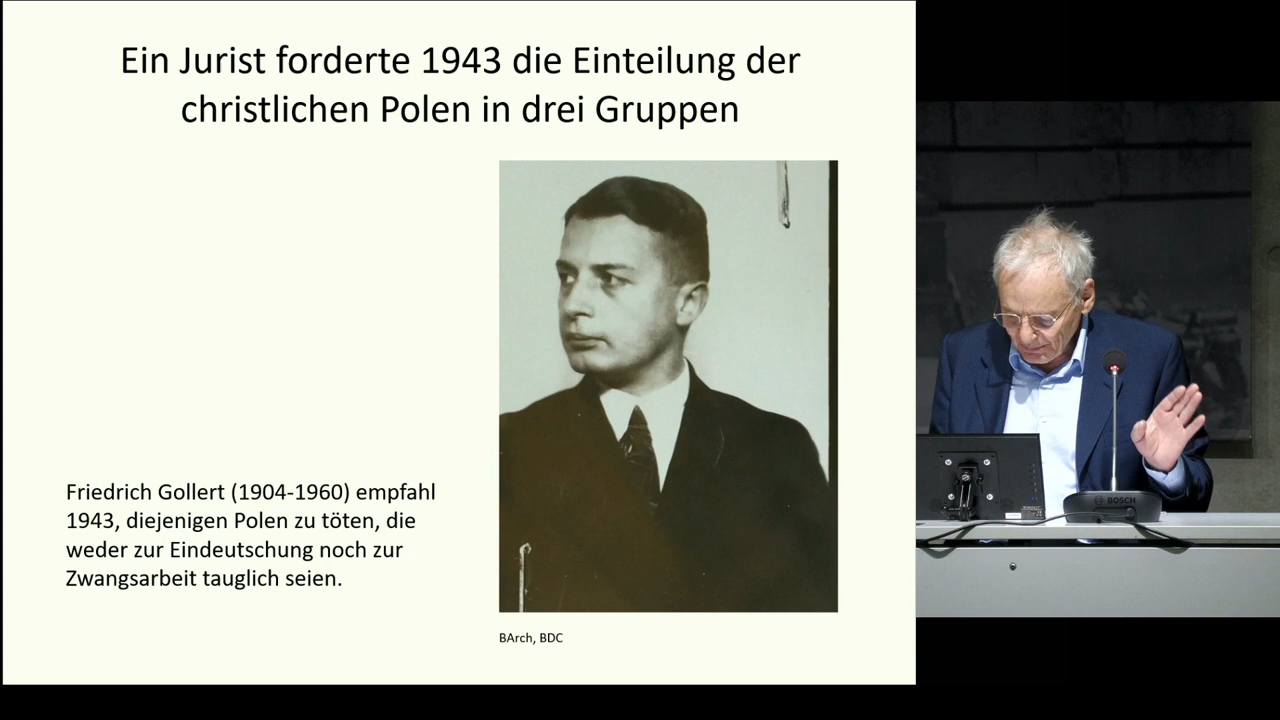 Ein Jurist forderte 1943 die Einteilung der
christlichen Polen in drei Gruppen
Friedrich Gollert (1904-1960) empfahl
1943, diejenigen Polen zu töten, die
weder zur Eindeutschung noch zur
Zwangsarbeit tauglich seien.
BArch, BDC
BOSCH